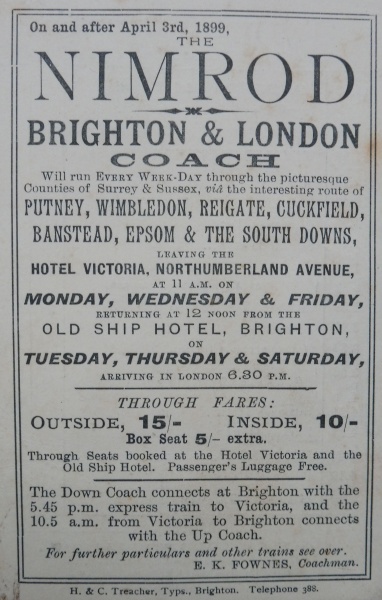 On and after April 3rd, 1899,
THE
NIMROD
BRIGHTON & LONDON
COACH
Will run EVERY WEEK-DAY through the picturesque
Counties of Surrey & Sussex, viâ the interesting route of
PUTNEY, WIMBLEDON, REIGATE, CUCKFIELD,
BANSTEAD, EPSOM & THE SOUTH DOWNS,
LEAVING THE
HOTEL VICTORIA, NORTHUMBERLAND AVENUE,
AT 11 A.M. ON
MONDAY, WEDNESDAY & FRIDAY,
RETURNING AT 12 NOON FROM THE
OLD SHIP HOTEL, BRIGHTON,
ON
TUESDAY, THURSDAY & SATURDAY,
ARRIVING IN LONDON 6.30 P.M.
THROUGH FARES:
OUTSIDE, 15/- INSIDE, 10/-
Box Seat 5/- extra.
Through Seats booked at the Hotel Victoria and the
Old Ship Hotel. Passenger's Luggage Free.
The Down Coach connects at Brighton with the
5.45 p.m. express train to Victoria, and the
10.5 a.m. from Victoria to Brighton connects
with the Up Coach.
For further particulars and other trains see over.
E. K. FOWNES, Coachman.
H. & C. Treacher, Typs., Brighton. Telephone 388.